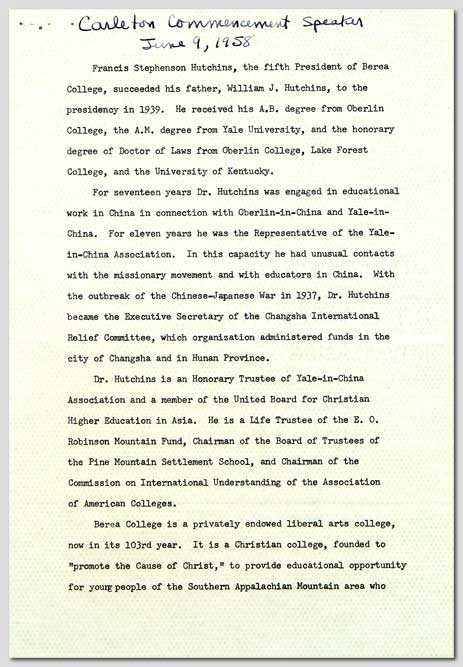 Carleton Commencement Speaker
June 9, 1958
Francis Stephenson Hutchins, the fifth President of Berea
College, succeeded his father, William J. Hutchins, to the
presidency in 1939. He received his A.B. degree from Oberlin
College, the A.M. degree from Yale University, and the honorary
degree of Doctor of Laws from Oberlin College, Lake Forest
College, and the University of Kentucky.
For seventeen years Dr. Hutchins was engaged in educational
work in China in connection with Oberlin-in-China and Yale-in-
China. For eleven years he was the Representative of the Yale-
in-China Association. In this capacity he had unusual contacts
with the missionary movement and with educators in China. With
the outbreak of the Chinese-Japanese War in 1937, Dr. Hutchins
became the Executive Secretary of the Changsha International
Relief Committee, which organization administered funds in the
city of Changsha and in Hunan Province.
Dr. Hutchins is an Honorary Trustee of Yale-in-China
Association and a member of the United Board for Christian
Higher Education in Asia. He is a Life Trustee of the E. O.
Robinson Mountain Fund, Chairman of the Board of Trustees of
the Pine Mountain Settlement School, and Chairman of the
Commission on International Understanding of the Association
of American Colleges.
Berea College is a privately endowed liberal arts college,
now in its 103rd year. It is a Christian college, founded to
"promote the Cause of Christ," to provide educational opportunity
for young people of the Southern Appalachian Mountain area who